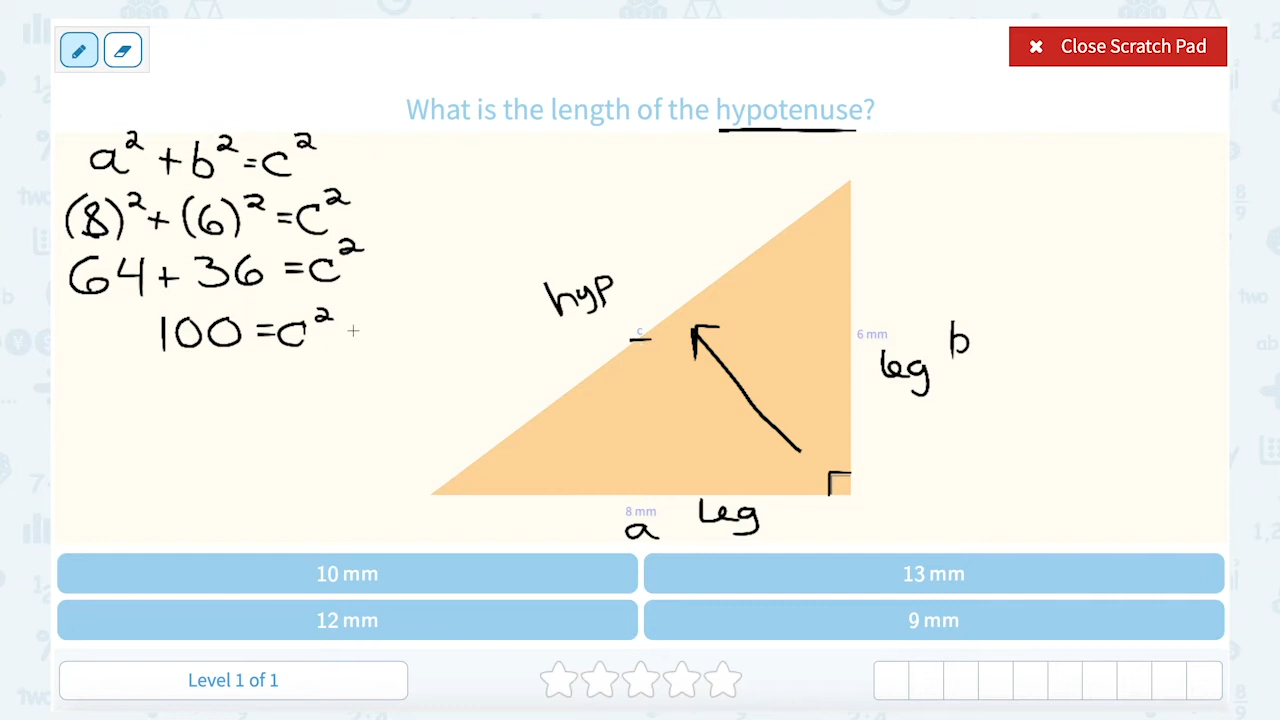 Close Scratch Pad
What is the length of the hypotenuse?
a² + b² = c²
(8)² + (6)² = c²
64 + 36 = c²
100 = c²
hyp
c
6 mm
leg b
8 mm
a leg
10 mm
13 mm
12 mm
9 mm
Level 1 of 1